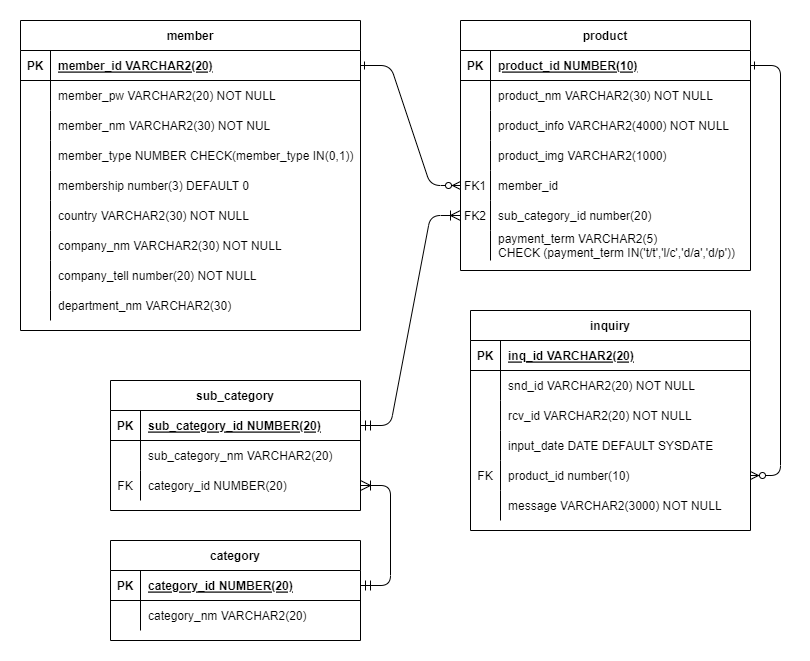 member
PK member_id VARCHAR2(20)
member_pw VARCHAR2(20) NOT NULL
member_nm VARCHAR2(30) NOT NUL
member_type NUMBER CHECK(member_type IN(0,1))
membership number(3) DEFAULT 0
country VARCHAR2(30) NOT NULL
company_nm VARCHAR2(30) NOT NULL
company_tell number(20) NOT NULL
department_nm VARCHAR2(30)
product
PK product_id NUMBER(10)
product_nm VARCHAR2(30) NOT NULL
product_info VARCHAR2(4000) NOT NULL
product_img VARCHAR2(1000)
FK1 member_id
FK2 sub_category_id number(20)
payment_term VARCHAR2(5)
CHECK (payment_term IN('t/t','l/c','d/a','d/p'))
inquiry
PK inq_id VARCHAR2(20)
snd_id VARCHAR2(20) NOT NULL
rcv_id VARCHAR2(20) NOT NULL
input_date DATE DEFAULT SYSDATE
FK product_id number(10)
message VARCHAR2(3000) NOT NULL
sub_category
PK sub_category_id NUMBER(20)
sub_category_nm VARCHAR2(20)
FK category_id NUMBER(20)
category
PK category_id NUMBER(20)
category_nm VARCHAR2(20)